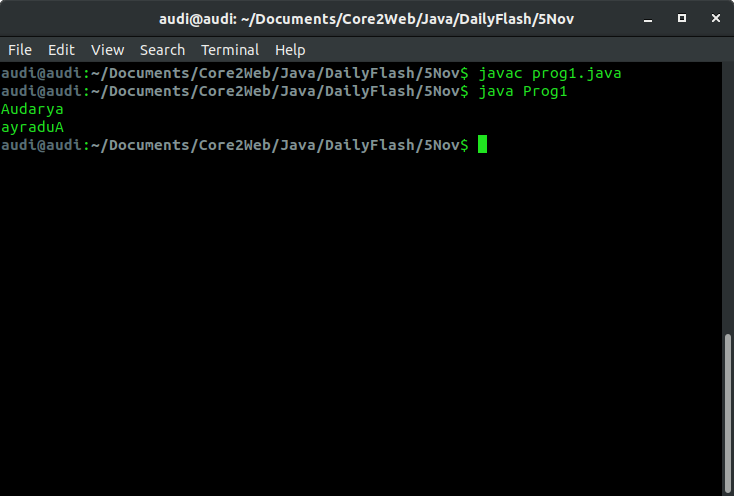 audi@audi: ~/Documents/Core2Web/Java/DailyFlash/5Nov
File Edit View Search Terminal Help
audi@audi:~/Documents/Core2Web/Java/DailyFlash/5Nov$ javac prog1.java
audi@audi:~/Documents/Core2Web/Java/DailyFlash/5Nov$ java Prog1
Audarya
ayraduA
audi@audi:~/Documents/Core2Web/Java/DailyFlash/5Nov$